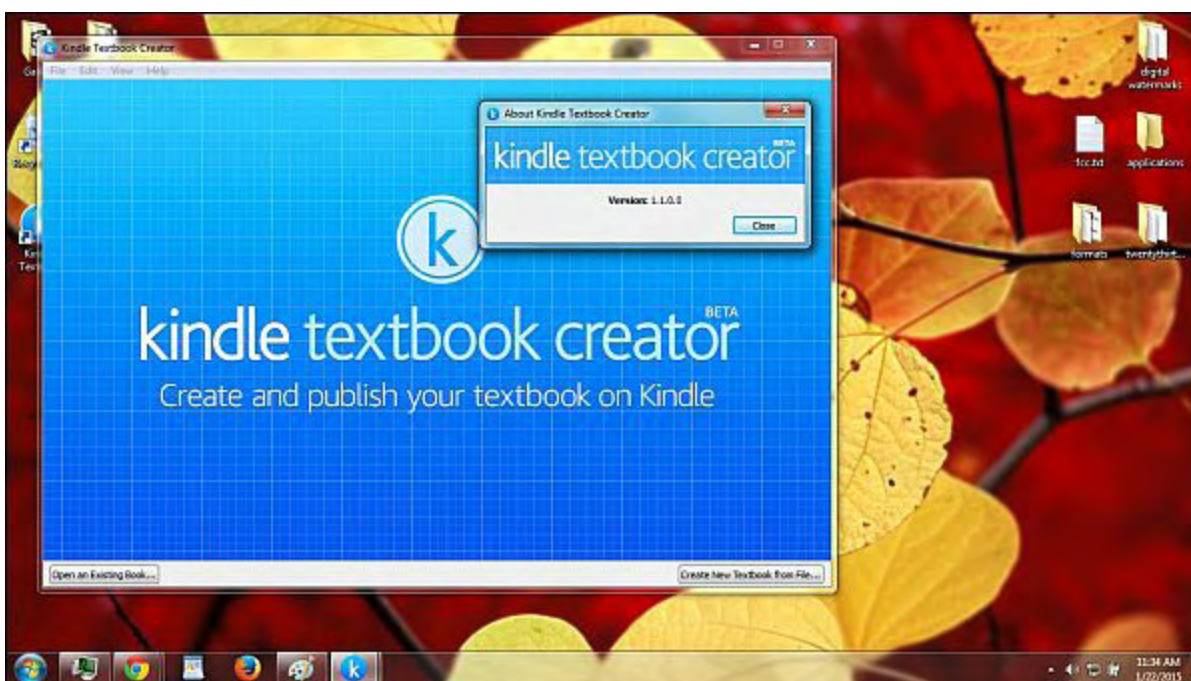 Kindle Textbook Creator
File Edit View Help
About Kindle Textbook Creator
kindle textbook creator BETA
Version: 1.1.0.0
Close
k
kindle textbook creator BETA
Create and publish your textbook on Kindle
Open an Existing Book...
Create New Textbook from File...
digital
watermarks
fcc.txt
applications
formats
twentythirt...
k
11:34 AM
1/22/2015